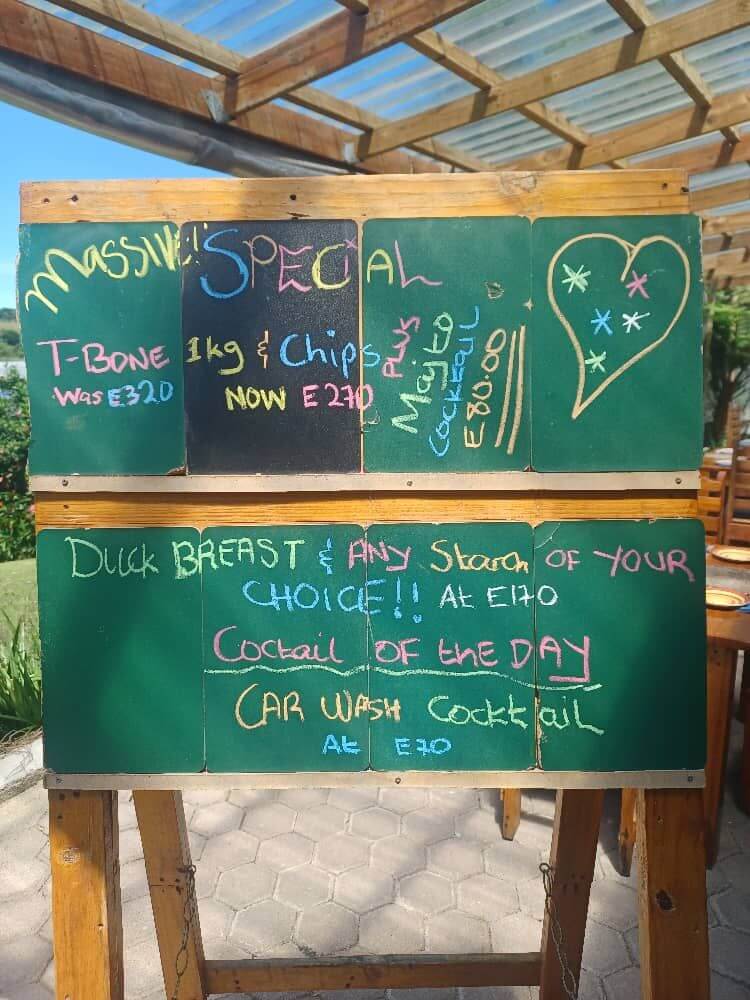 Massive!! SPECiAL
T-BONE 1kg & Chips
Was E320 NOW E270
PLUS
Majito
Cocktail
E80.00
Duck BREAST & ANY Starch OF YOUR
CHOICE!! At E170
Coctail OF the DAY
CAR WASH Cocktail
At E70